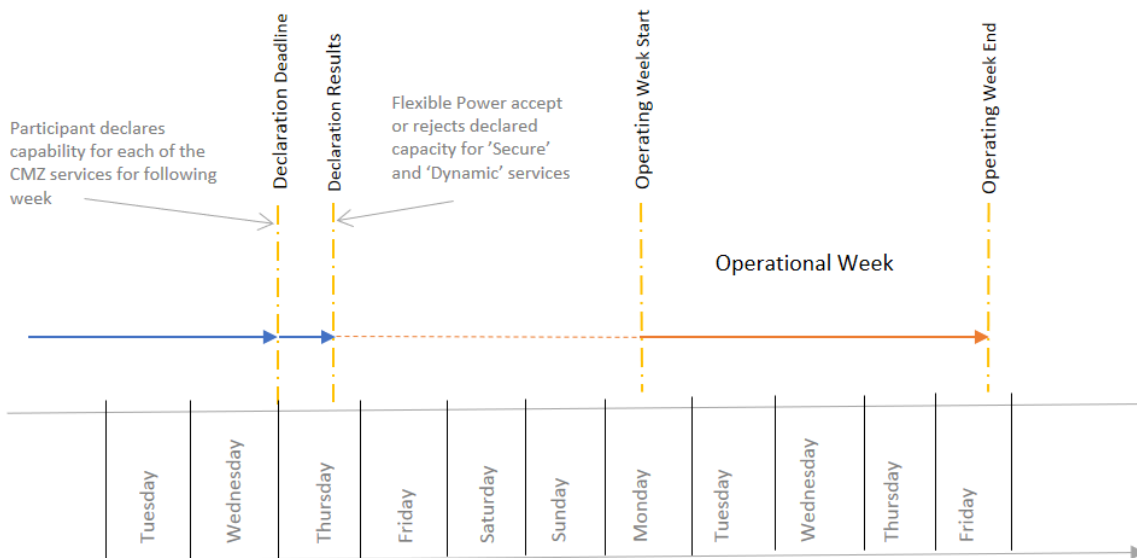 Declaration Deadline
Declaration Results
Operating Week Start
Operating Week End
Participant declares
capability for each of the
CMZ services for following
week
Flexible Power accept
or rejects declared
capacity for ’Secure’
and ‘Dynamic’ services
Operational Week
Tuesday
Wednesday
Thursday
Friday
Saturday
Sunday
Monday
Tuesday
Wednesday
Thursday
Friday